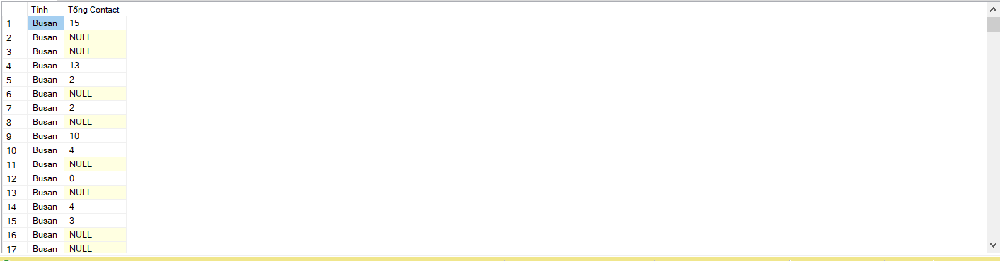 Tỉnh Tổng Contact
1 Busan 15
2 Busan NULL
3 Busan NULL
4 Busan 13
5 Busan 2
6 Busan NULL
7 Busan 2
8 Busan NULL
9 Busan 10
10 Busan 4
11 Busan NULL
12 Busan 0
13 Busan NULL
14 Busan 4
15 Busan 3
16 Busan NULL
17 Busan NULL